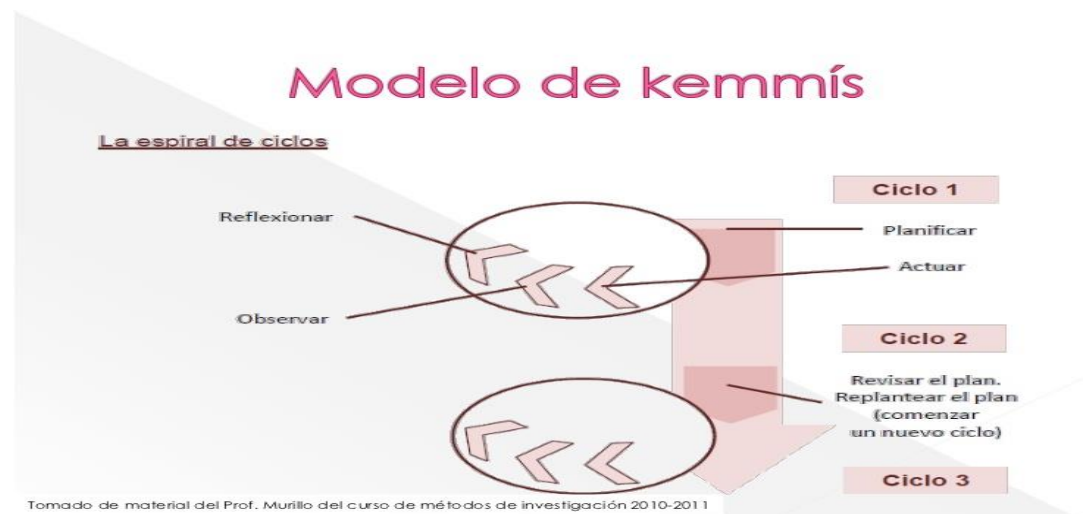 Modelo de kemmís
La espiral de ciclos
Ciclo 1
Reflexionar
Planificar
Actuar
Observar
Ciclo 2
Revisar el plan.
Replantear el plan
(comenzar
un nuevo ciclo)
Ciclo 3
Tomado de material del Prof. Murillo del curso de métodos de investigación 2010-2011